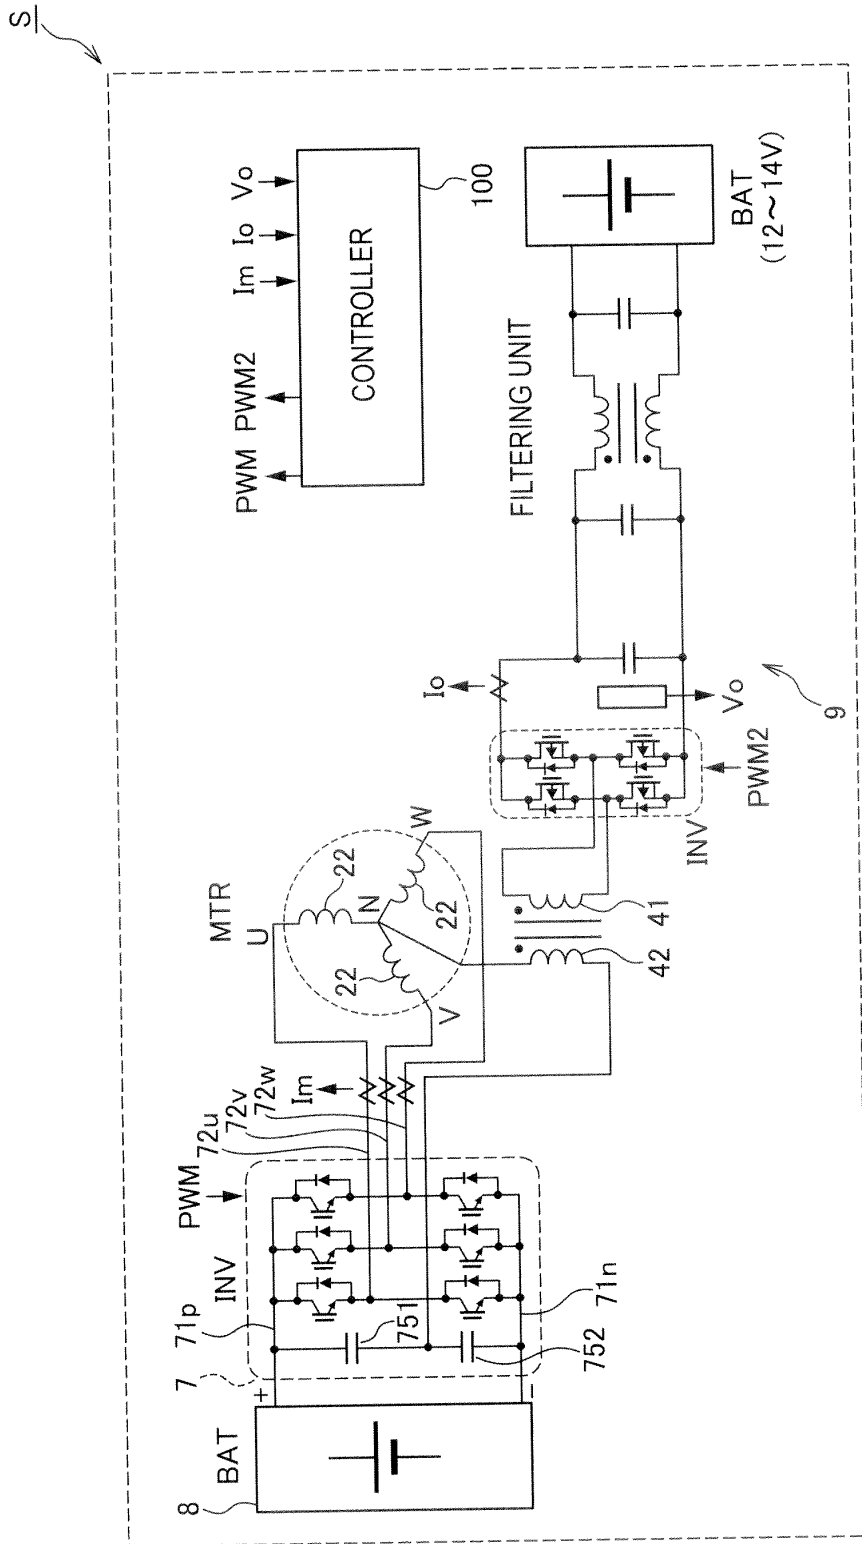 S
CONTROLLER
100
Im
Io
Vo
PWM
PWM2
FILTERING UNIT
BAT
(12〜14V)
Io
Vo
9
INV
PWM2
MTR
U
22
N
W
22
22
V
41
42
Im
72u
72v
72w
PWM
INV
71p
7
751
752
71n
+
−
BAT
8